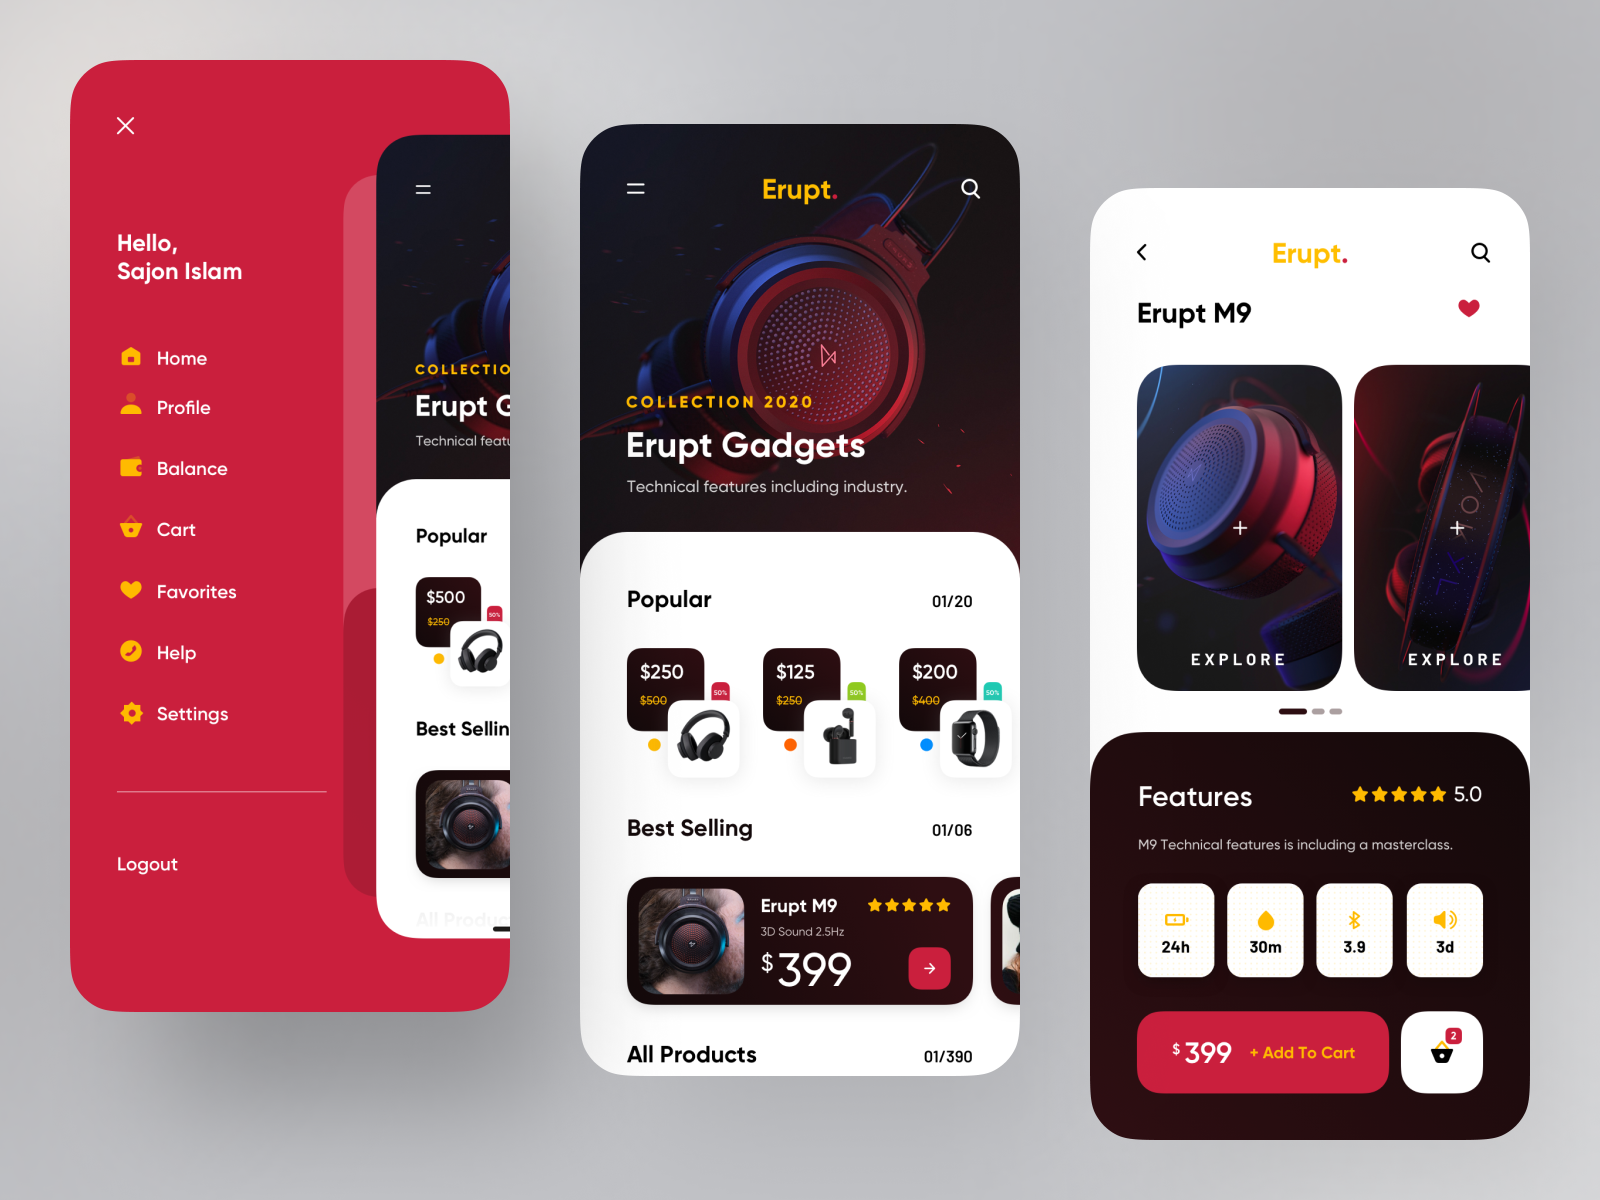 Hello,
Sajon Islam
Home
Profile
Balance
Cart
Favorites
Help
Settings
Logout
COLLECTIO
Erupt G
Technical featu
Popular
$500
$250
50%
Best Sellin
All Produc
Erupt.
COLLECTION 2020
Erupt Gadgets
Technical features including industry.
Popular
01/20
$250
$500
50%
$125
$250
50%
$200
$400
50%
Best Selling
01/06
Erupt M9
3D Sound 2.5Hz
$399
All Products
01/390
Erupt.
Erupt M9
+
EXPLORE
+
EXPLORE
Features
5.0
M9 Technical features is including a masterclass.
24h
30m
3.9
3d
$399
+ Add To Cart
2